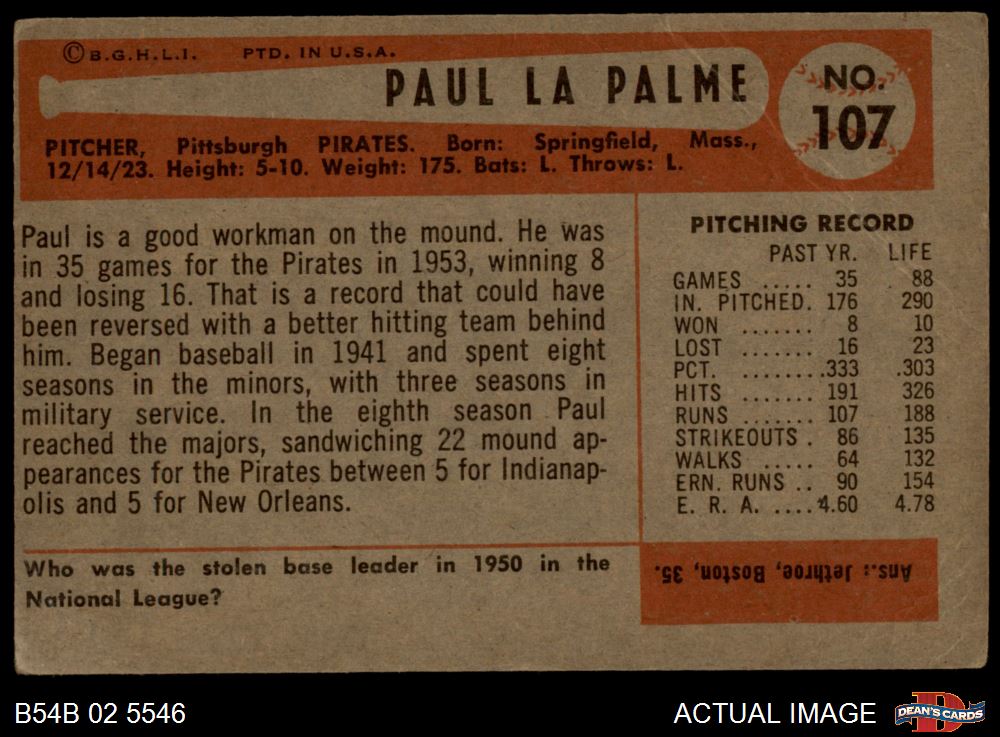 ©B.G.H.L.I. PTD. IN U.S.A.
PAUL LA PALME
NO.
107
PITCHER, Pittsburgh PIRATES. Born: Springfield, Mass.,
12/14/23. Height: 5-10. Weight: 175. Bats: L. Throws: L.
Paul is a good workman on the mound. He was
in 35 games for the Pirates in 1953, winning 8
and losing 16. That is a record that could have
been reversed with a better hitting team behind
him. Began baseball in 1941 and spent eight
seasons in the minors, with three seasons in
military service. In the eighth season Paul
reached the majors, sandwiching 22 mound ap-
pearances for the Pirates between 5 for Indianap-
olis and 5 for New Orleans.
PITCHING RECORD
PAST YR. LIFE
GAMES ..... 35 88
IN. PITCHED. 176 290
WON ....... 8 10
LOST ....... 16 23
PCT. ........ .333 .303
HITS ....... 191 326
RUNS ....... 107 188
STRIKEOUTS . 86 135
WALKS ..... 64 132
ERN. RUNS .. 90 154
E. R. A. .... 4.60 4.78
Who was the stolen base leader in 1950 in the
National League?
Ans.: Jethroe, Boston, 35.
B54B 02 5546
ACTUAL IMAGE
D
DEAN'S CARDS